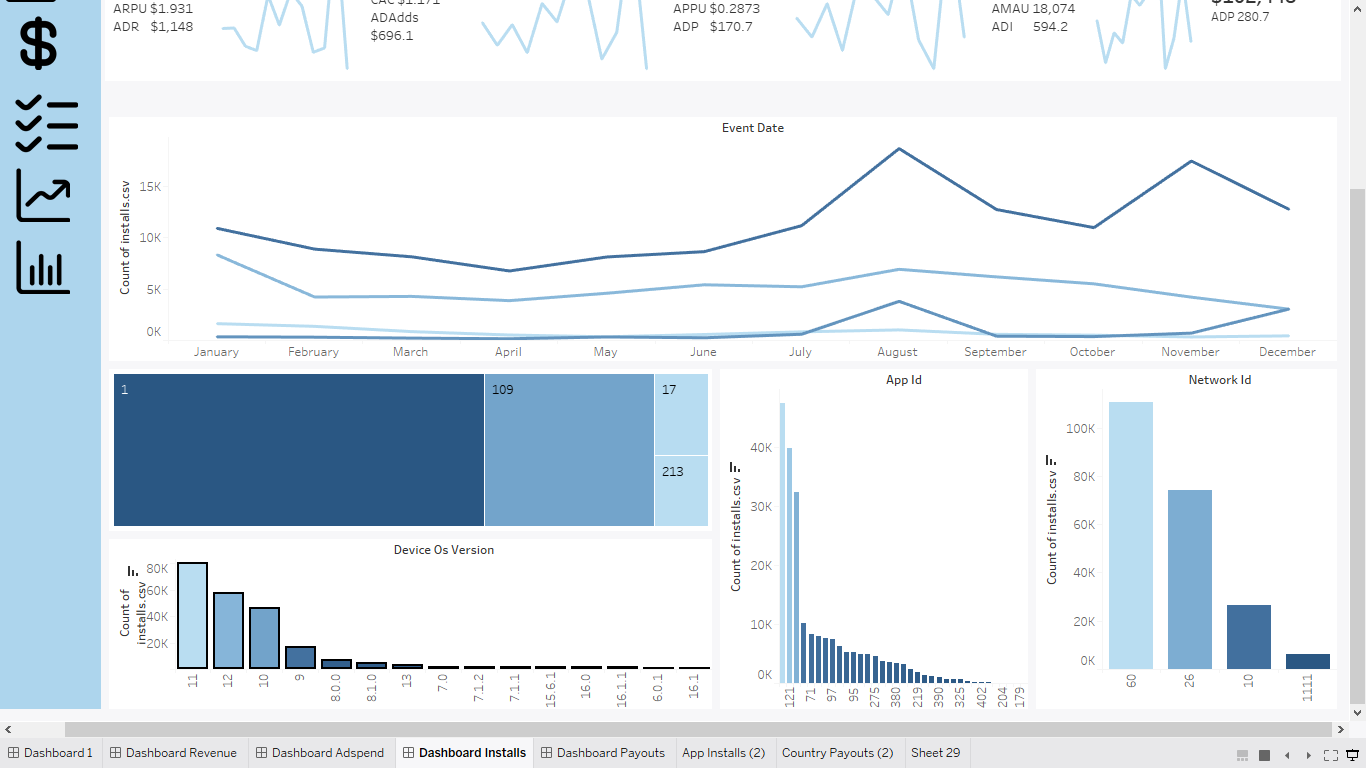 ARPU $1.931
ADR $1,148
ADAdds
$696.1
APPU $0.2873
ADP $170.7
AMAU 18,074
ADI 594.2
ADP 280.7
Event Date
Count of installs.csv
15K
10K
5K
0K
January February March April May June July August September October November December
1
109
17
213
Device Os Version
Count of
installs.csv
80K
60K
40K
20K
11 12 10 9 8.0.0 8.1.0 13 7.0 7.1.2 7.1.1 15.6.1 16.0 16.1.1 6.0.1 16.1
App Id
Count of installs.csv
40K
30K
20K
10K
0K
121 71 97 95 275 380 219 390 325 402 204 179
Network Id
Count of installs.csv
100K
80K
60K
40K
20K
0K
60 26 10 1111
Dashboard 1 Dashboard Revenue Dashboard Adspend Dashboard Installs Dashboard Payouts App Installs (2) Country Payouts (2) Sheet 29